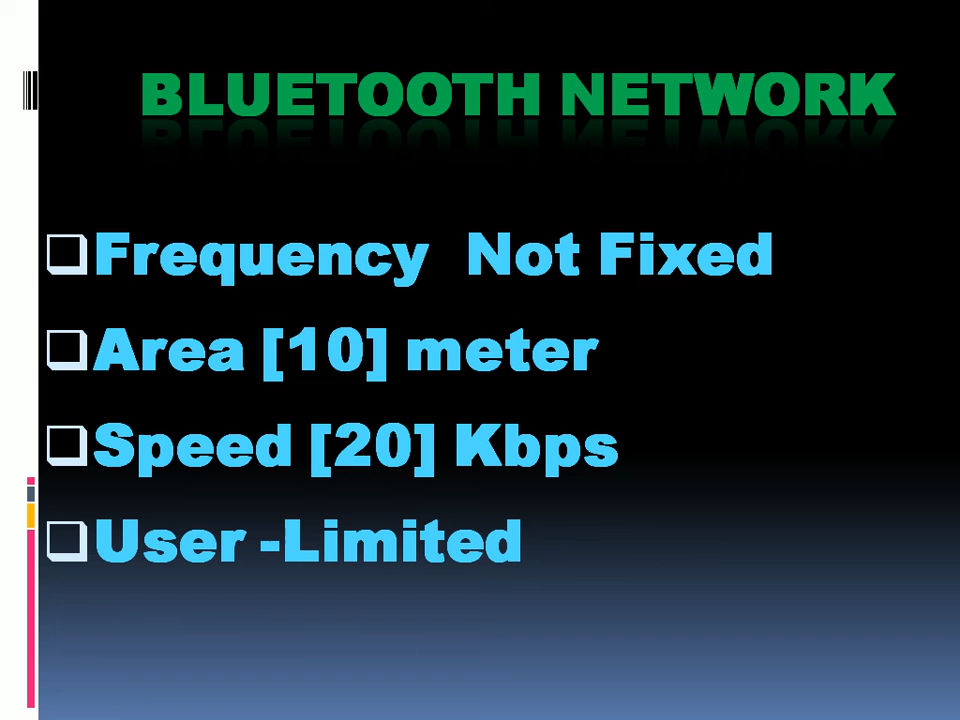 BLUETOOTH NETWORK
Frequency Not Fixed
Area [10] meter
Speed [20] Kbps
User -Limited